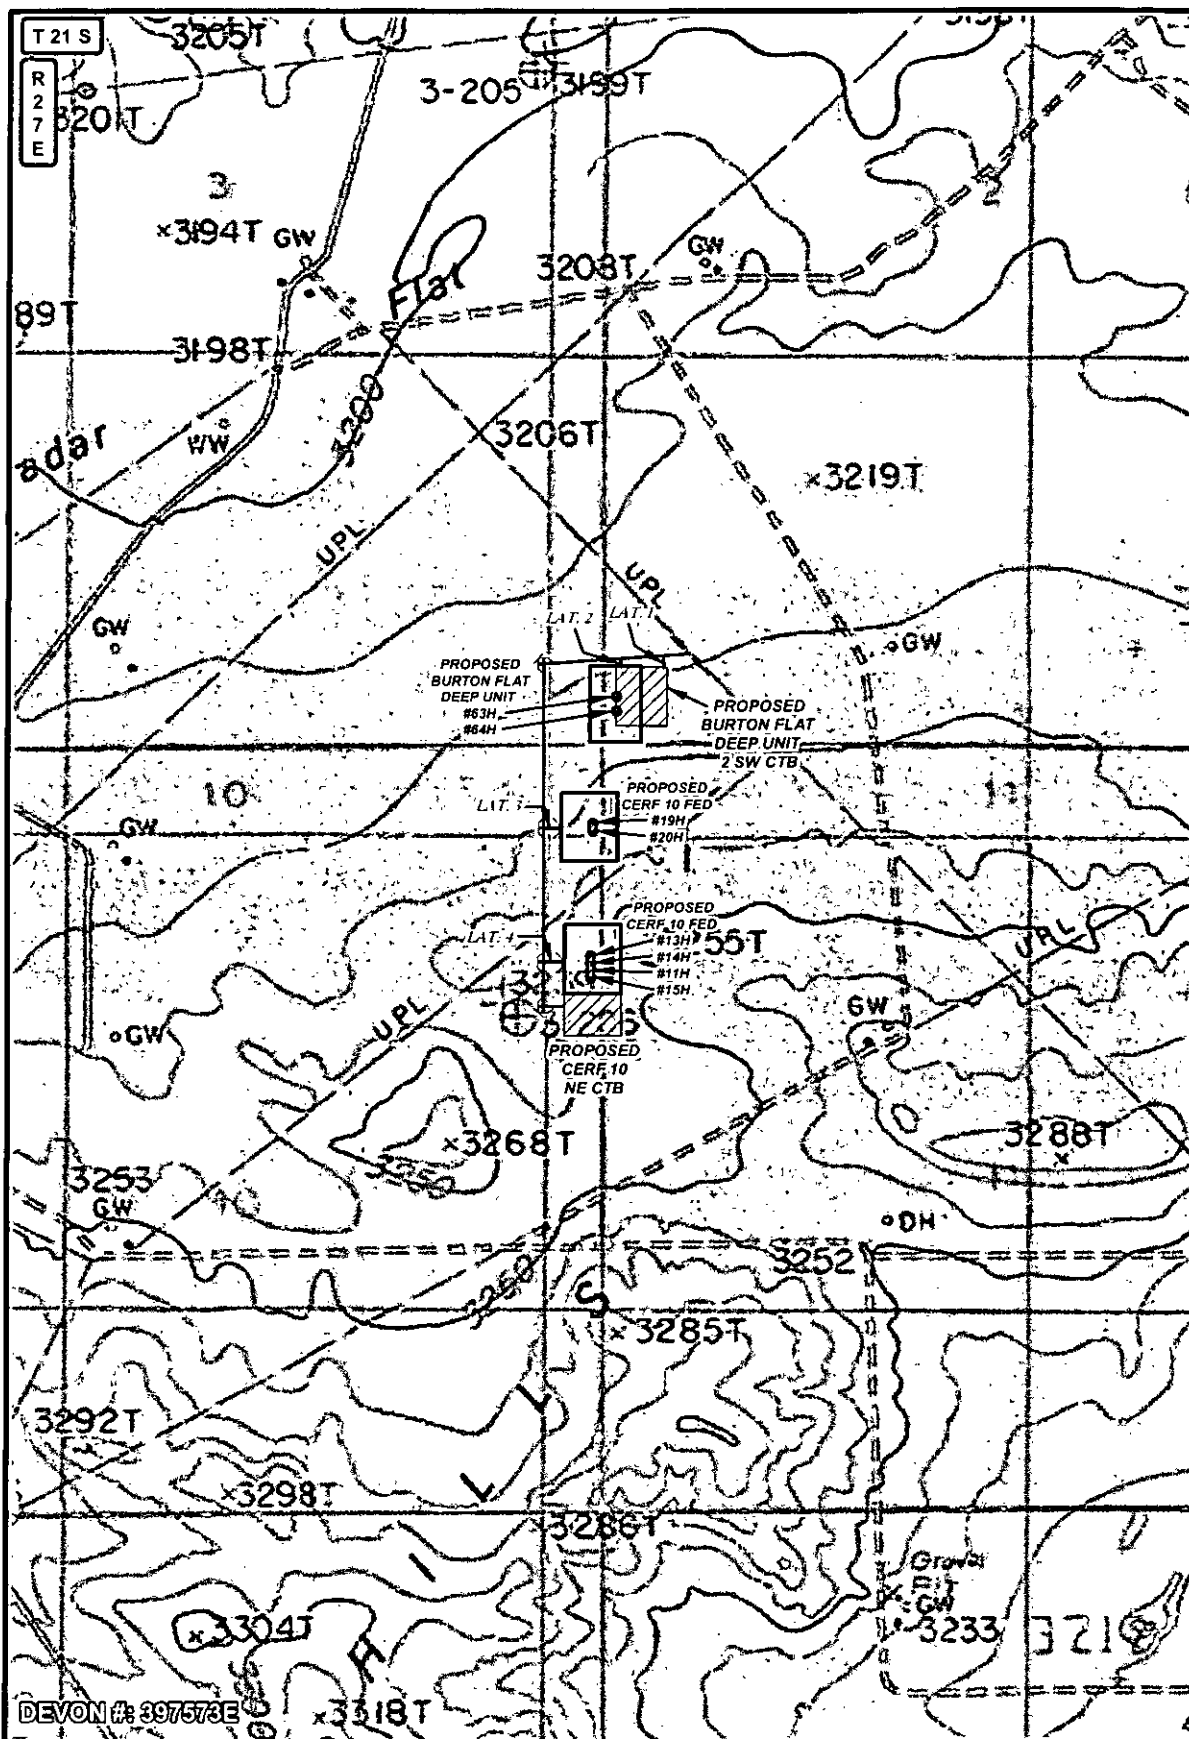 T 21 S
R
2
7
E
3205T
3-205
3199T
3201T
3
2
×3194T
GW
GW
3208T
Flat
89T
3198T
3200
adar
WW
3206T
×3219T
UPL
UPL
GW
LAT. 2
LAT. 1
GW
PROPOSED
BURTON FLAT
DEEP UNIT
#63H
#64H
PROPOSED
BURTON FLAT
DEEP UNIT
2 SW CTB
10
11
PROPOSED
CERF 10 FED
#19H
#20H
LAT. 3
GW
PROPOSED
CERF 10 FED
#13H
#14H
#11H
#15H
LAT. 4
55T
UPL
UPL
GW
GW
PROPOSED
CERF 10
NE CTB
×3268T
3250
3288T
3253
GW
DH
3252
3250
S
×3285T
L
3292T
L
×3298T
3286T
I
Gravel
Pit
GW
×3304T
3233
H
DEVON #: 397573E
×3318T